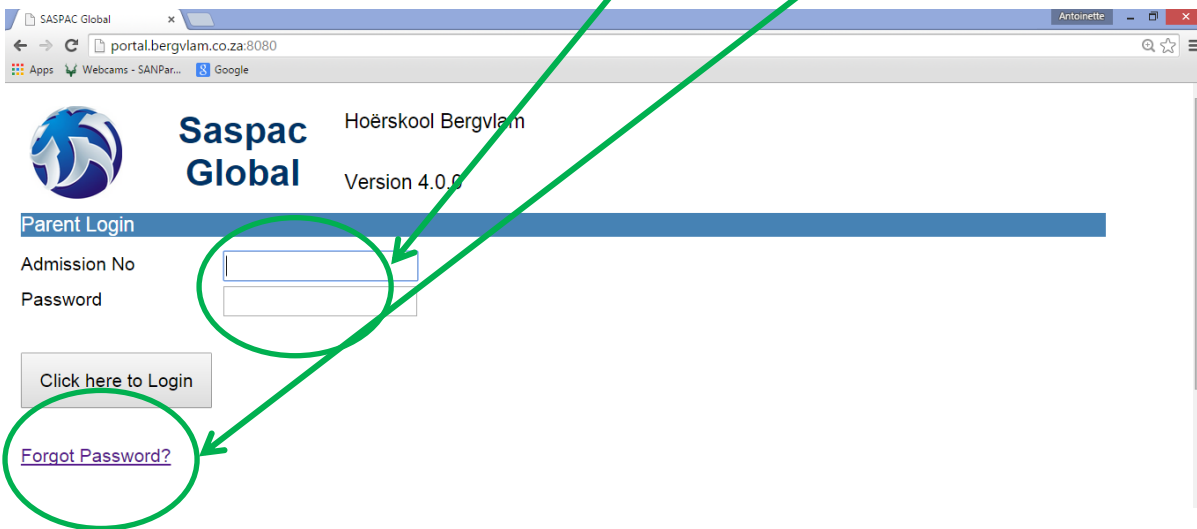 SASPAC Global ×
Antoinette
portal.bergvlam.co.za:8080
Apps Webcams - SANPar... Google
Saspac Global
Hoërskool Bergvlam
Version 4.0.0
Parent Login
Admission No
Password
Click here to Login
Forgot Password?